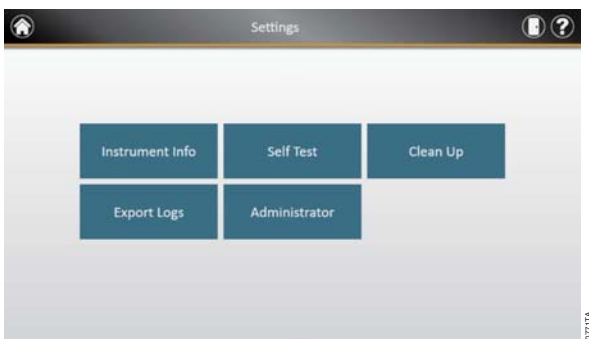 Settings
?
Instrument Info
Self Test
Clean Up
Export Logs
Administrator